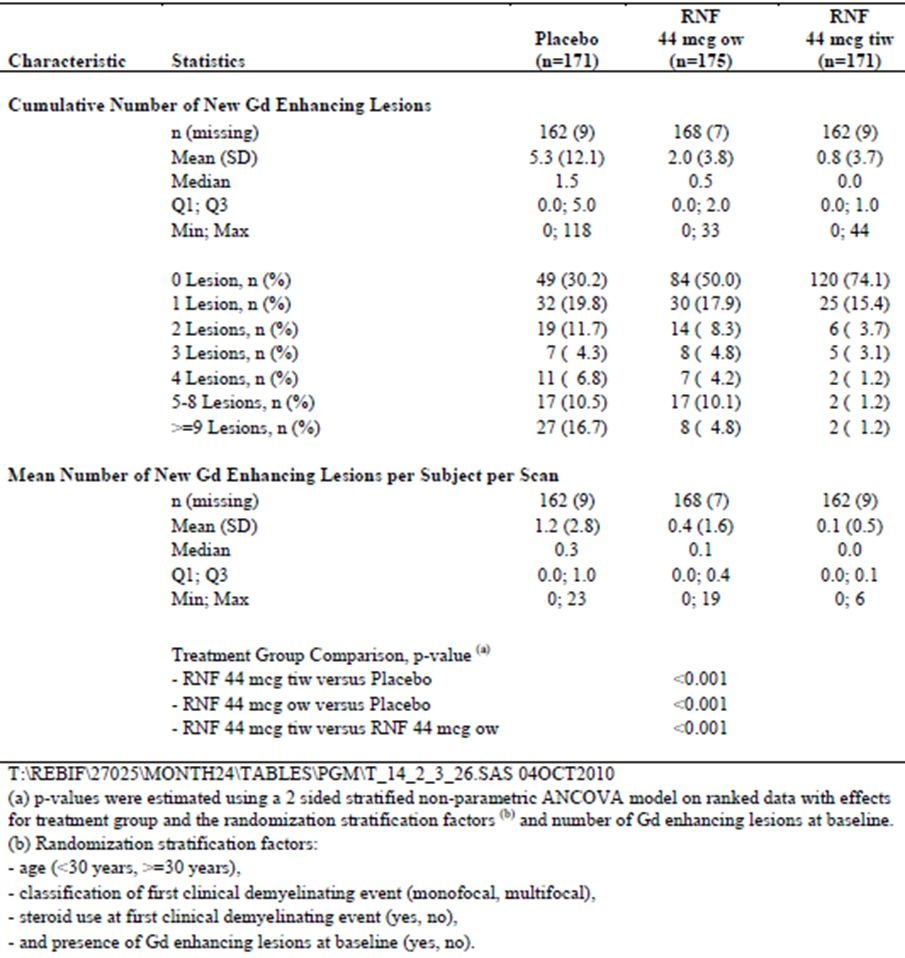 Characteristic Statistics Placebo (n=171) RNF 44 mcg ow (n=175) RNF 44 mcg tiw (n=171)
Cumulative Number of New Gd Enhancing Lesions
n (missing) 162 (9) 168 (7) 162 (9)
Mean (SD) 5.3 (12.1) 2.0 (3.8) 0.8 (3.7)
Median 1.5 0.5 0.0
Q1; Q3 0.0; 5.0 0.0; 2.0 0.0; 1.0
Min; Max 0; 118 0; 33 0; 44
0 Lesion, n (%) 49 (30.2) 84 (50.0) 120 (74.1)
1 Lesion, n (%) 32 (19.8) 30 (17.9) 25 (15.4)
2 Lesions, n (%) 19 (11.7) 14 ( 8.3) 6 ( 3.7)
3 Lesions, n (%) 7 ( 4.3) 8 ( 4.8) 5 ( 3.1)
4 Lesions, n (%) 11 ( 6.8) 7 ( 4.2) 2 ( 1.2)
5-8 Lesions, n (%) 17 (10.5) 17 (10.1) 2 ( 1.2)
>=9 Lesions, n (%) 27 (16.7) 8 ( 4.8) 2 ( 1.2)
Mean Number of New Gd Enhancing Lesions per Subject per Scan
n (missing) 162 (9) 168 (7) 162 (9)
Mean (SD) 1.2 (2.8) 0.4 (1.6) 0.1 (0.5)
Median 0.3 0.1 0.0
Q1; Q3 0.0; 1.0 0.0; 0.4 0.0; 0.1
Min; Max 0; 23 0; 19 0; 6
Treatment Group Comparison, p-value (a)
- RNF 44 mcg tiw versus Placebo <0.001
- RNF 44 mcg ow versus Placebo <0.001
- RNF 44 mcg tiw versus RNF 44 mcg ow <0.001
T:\REBIF\27025\MONTH24\TABLES\PGM\T_14_2_3_26.SAS 04OCT2010
(a) p-values were estimated using a 2 sided stratified non-parametric ANCOVA model on ranked data with effects
for treatment group and the randomization stratification factors (b) and number of Gd enhancing lesions at baseline.
(b) Randomization stratification factors:
- age (<30 years, >=30 years),
- classification of first clinical demyelinating event (monofocal, multifocal),
- steroid use at first clinical demyelinating event (yes, no),
- and presence of Gd enhancing lesions at baseline (yes, no).